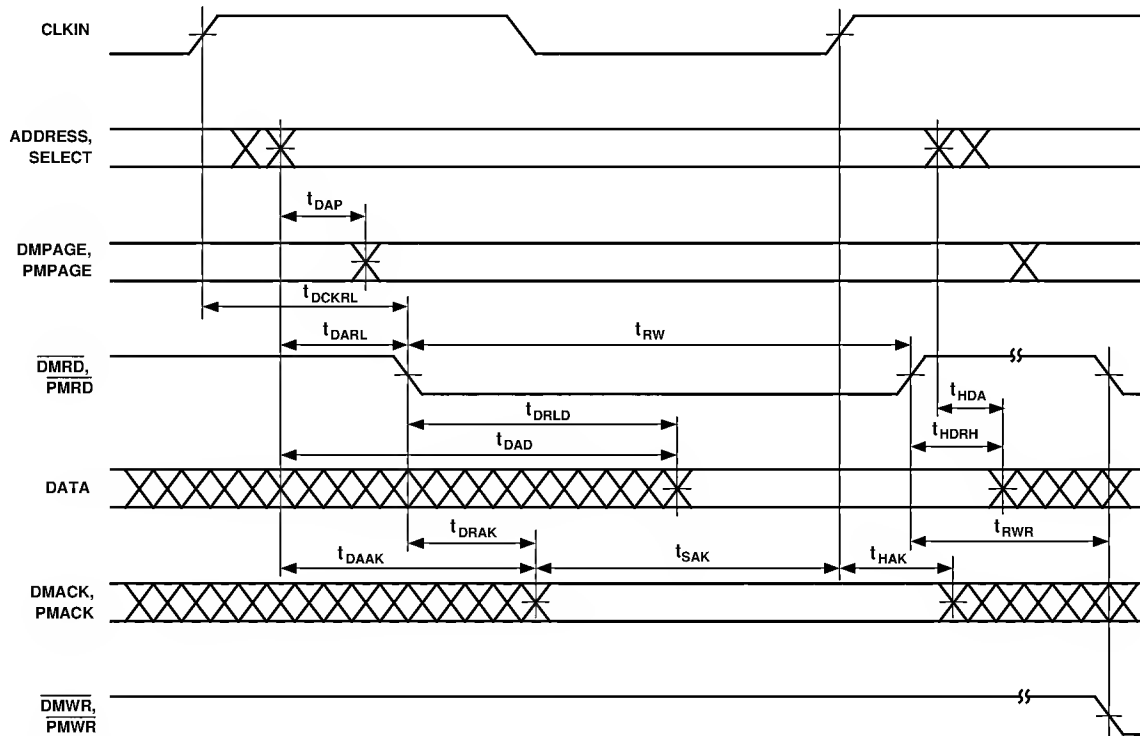 CLKIN
ADDRESS,
SELECT
tDAP
DMPAGE,
PMPAGE
tDCKRL
tDARL
tRW
DMRD,
PMRD
tHDA
tDRLD
tHDRH
tDAD
DATA
tDRAK
tRWR
tDAAK
tSAK
tHAK
DMACK,
PMACK
DMWR,
PMWR